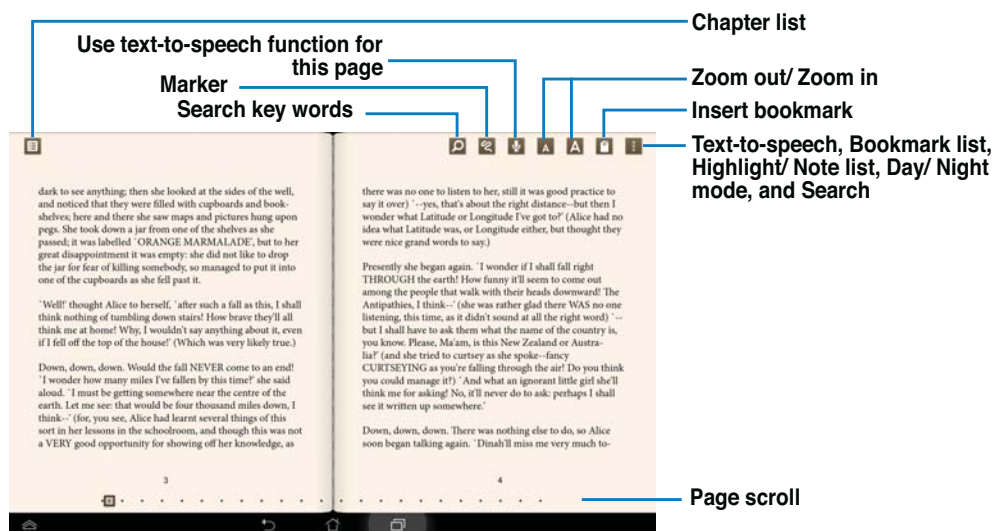 Chapter list
Use text-to-speech function for
this page
Marker
Search key words
Zoom out/ Zoom in
Insert bookmark
Text-to-speech, Bookmark list,
Highlight/ Note list, Day/ Night
mode, and Search
A
A
dark to see anything; then she looked at the sides of the well,
and noticed that they were filled with cupboards and book-
shelves; here and there she saw maps and pictures hung upon
pegs. She took down a jar from one of the shelves as she
passed; it was labelled `ORANGE MARMALADE', but to her
great disappointment it was empty: she did not like to drop
the jar for fear of killing somebody, so managed to put it into
one of the cupboards as she fell past it.
`Well!' thought Alice to herself, `after such a fall as this, I shall
think nothing of tumbling down stairs! How brave they'll all
think me at home! Why, I wouldn't say anything about it, even
if I fell off the top of the house!' (Which was very likely true.)
Down, down, down. Would the fall NEVER come to an end!
`I wonder how many miles I've fallen by this time?' she said
aloud. `I must be getting somewhere near the centre of the
earth. Let me see: that would be four thousand miles down, I
think--' (for, you see, Alice had learnt several things of this
sort in her lessons in the schoolroom, and though this was not
a VERY good opportunity for showing off her knowledge, as
3
there was no one to listen to her, still it was good practice to
say it over) `--yes, that's about the right distance--but then I
wonder what Latitude or Longitude I've got to?' (Alice had no
idea what Latitude was, or Longitude either, but thought they
were nice grand words to say.)
Presently she began again. `I wonder if I shall fall right
THROUGH the earth! How funny it'll seem to come out
among the people that walk with their heads downward! The
Antipathies, I think--' (she was rather glad there WAS no one
listening, this time, as it didn't sound at all the right word) `--
but I shall have to ask them what the name of the country is,
you know. Please, Ma'am, is this New Zealand or Austra-
lia?' (and she tried to curtsey as she spoke--fancy
CURTSEYING as you're falling through the air! Do you think
you could manage it?) `And what an ignorant little girl she'll
think me for asking! No, it'll never do to ask: perhaps I shall
see it written up somewhere.'
Down, down, down. There was nothing else to do, so Alice
soon began talking again. `Dinah'll miss me very much to-
4
Page scroll